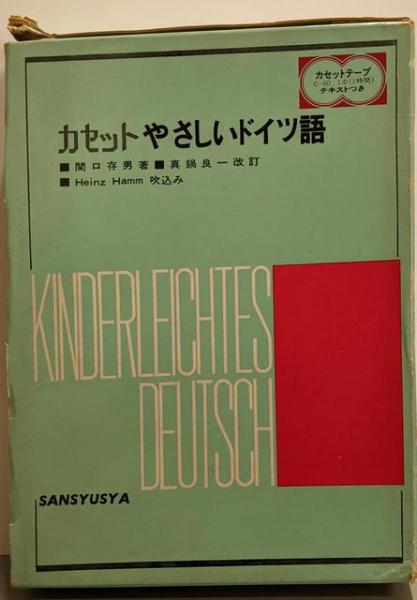 カセットテープ
C-60 1本(1時間)
テキストつき
カセットやさしいドイツ語
■関口存男著■真鍋良一改訂
■Heinz Hamm 吹込み
KINDERLEICHTES
DEUTSCH
SANSYUSYA